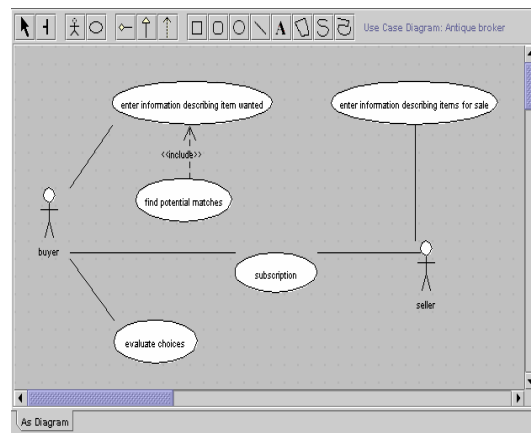 A
Use Case Diagram: Antique broker
enter information describing item wanted
enter information describing items for sale
<<include>>
find potential matches
buyer
subscription
seller
evaluate choices
As Diagram